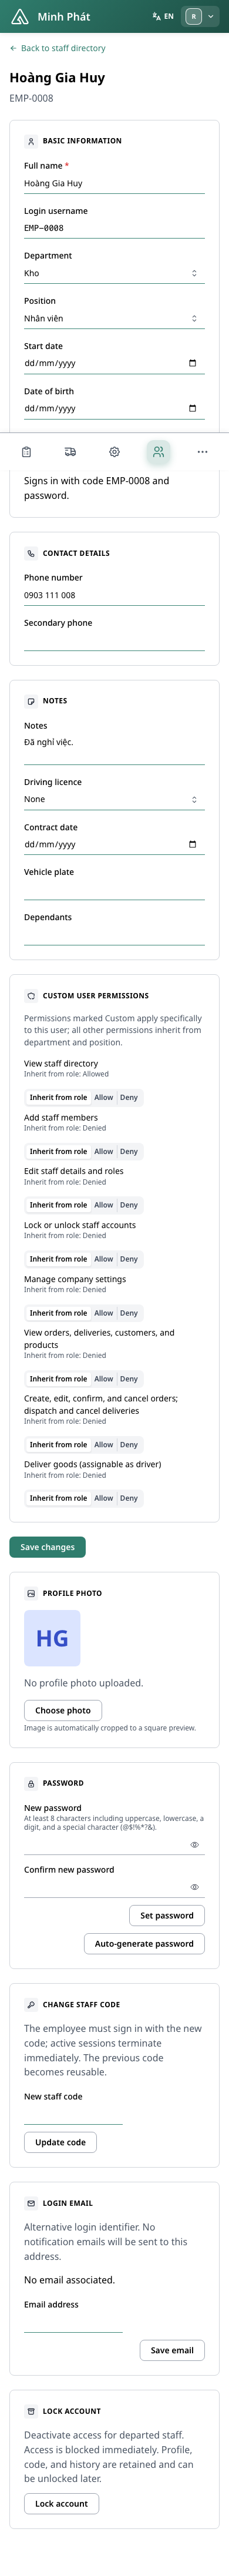 Minh Phát
EN
R
Back to staff directory
Hoàng Gia Huy
EMP-0008
BASIC INFORMATION
Full name *
Hoàng Gia Huy
Login username
EMP-0008
Department
Kho
Position
Nhân viên
Start date
dd/mm/yyyy
Date of birth
dd/mm/yyyy
Signs in with code EMP-0008 and
password.
CONTACT DETAILS
Phone number
0903 111 008
Secondary phone
NOTES
Notes
Đã nghỉ việc.
Driving licence
None
Contract date
dd/mm/yyyy
Vehicle plate
Dependants
CUSTOM USER PERMISSIONS
Permissions marked Custom apply specifically
to this user; all other permissions inherit from
department and position.
View staff directory
Inherit from role: Allowed
Inherit from role Allow Deny
Add staff members
Inherit from role: Denied
Inherit from role Allow Deny
Edit staff details and roles
Inherit from role: Denied
Inherit from role Allow Deny
Lock or unlock staff accounts
Inherit from role: Denied
Inherit from role Allow Deny
Manage company settings
Inherit from role: Denied
Inherit from role Allow Deny
View orders, deliveries, customers, and
products
Inherit from role: Denied
Inherit from role Allow Deny
Create, edit, confirm, and cancel orders;
dispatch and cancel deliveries
Inherit from role: Denied
Inherit from role Allow Deny
Deliver goods (assignable as driver)
Inherit from role: Denied
Inherit from role Allow Deny
Save changes
PROFILE PHOTO
HG
No profile photo uploaded.
Choose photo
Image is automatically cropped to a square preview.
PASSWORD
New password
At least 8 characters including uppercase, lowercase, a
digit, and a special character (@$!%*?&).
Confirm new password
Set password
Auto-generate password
CHANGE STAFF CODE
The employee must sign in with the new
code; active sessions terminate
immediately. The previous code
becomes reusable.
New staff code
Update code
LOGIN EMAIL
Alternative login identifier. No
notification emails will be sent to this
address.
No email associated.
Email address
Save email
LOCK ACCOUNT
Deactivate access for departed staff.
Access is blocked immediately. Profile,
code, and history are retained and can
be unlocked later.
Lock account